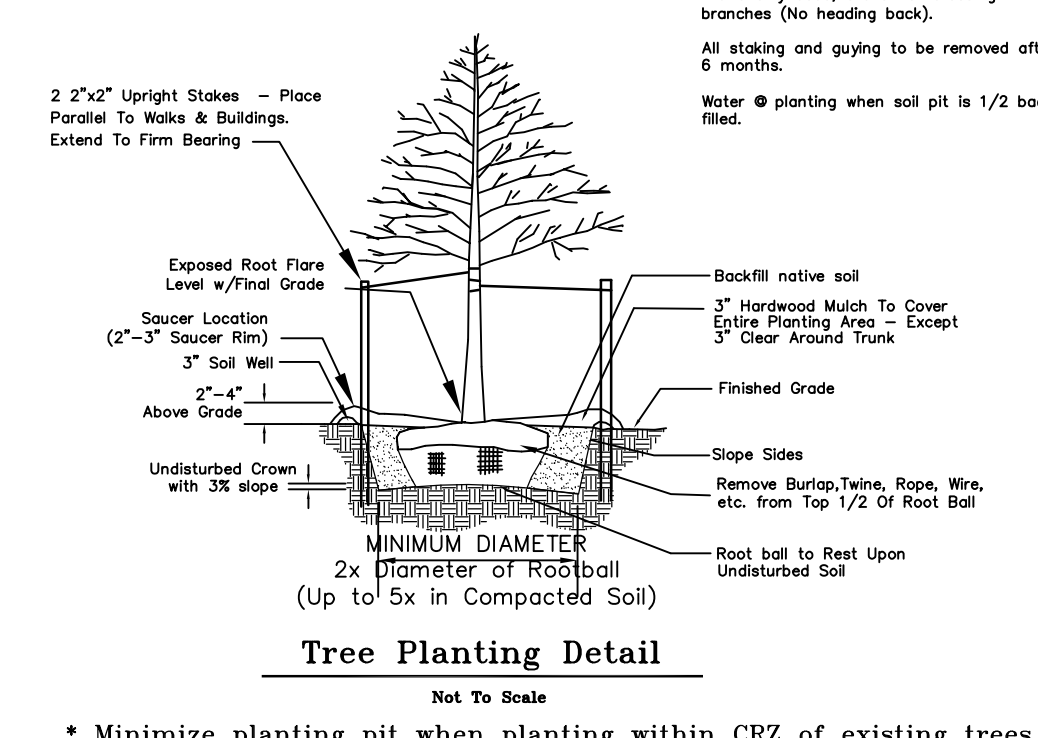 branches (No heading back).
All staking and guying to be removed
6 months.
Water @ planting when soil pit is 1/2
filled.
2 2"x2" Upright Stakes – Place
Parallel To Walks & Buildings.
Extend To Firm Bearing
Exposed Root Flare
Level w/Final Grade
Saucer Location
(2"–3" Saucer Rim)
3" Soil Well
2"–4"
Above Grade
Undisturbed Crown
with 3% slope
Backfill native soil
3" Hardwood Mulch To Cover
Entire Planting Area – Except
3" Clear Around Trunk
Finished Grade
Slope Sides
Remove Burlap,Twine, Rope, Wire,
etc. from Top 1/2 Of Root Ball
Root ball to Rest Upon
Undisturbed Soil
MINIMUM DIAMETER
2x Diameter of Rootball
(Up to 5x in Compacted Soil)
Tree Planting Detail
Not To Scale
* Minimize planting pit when planting within CRZ of existing trees